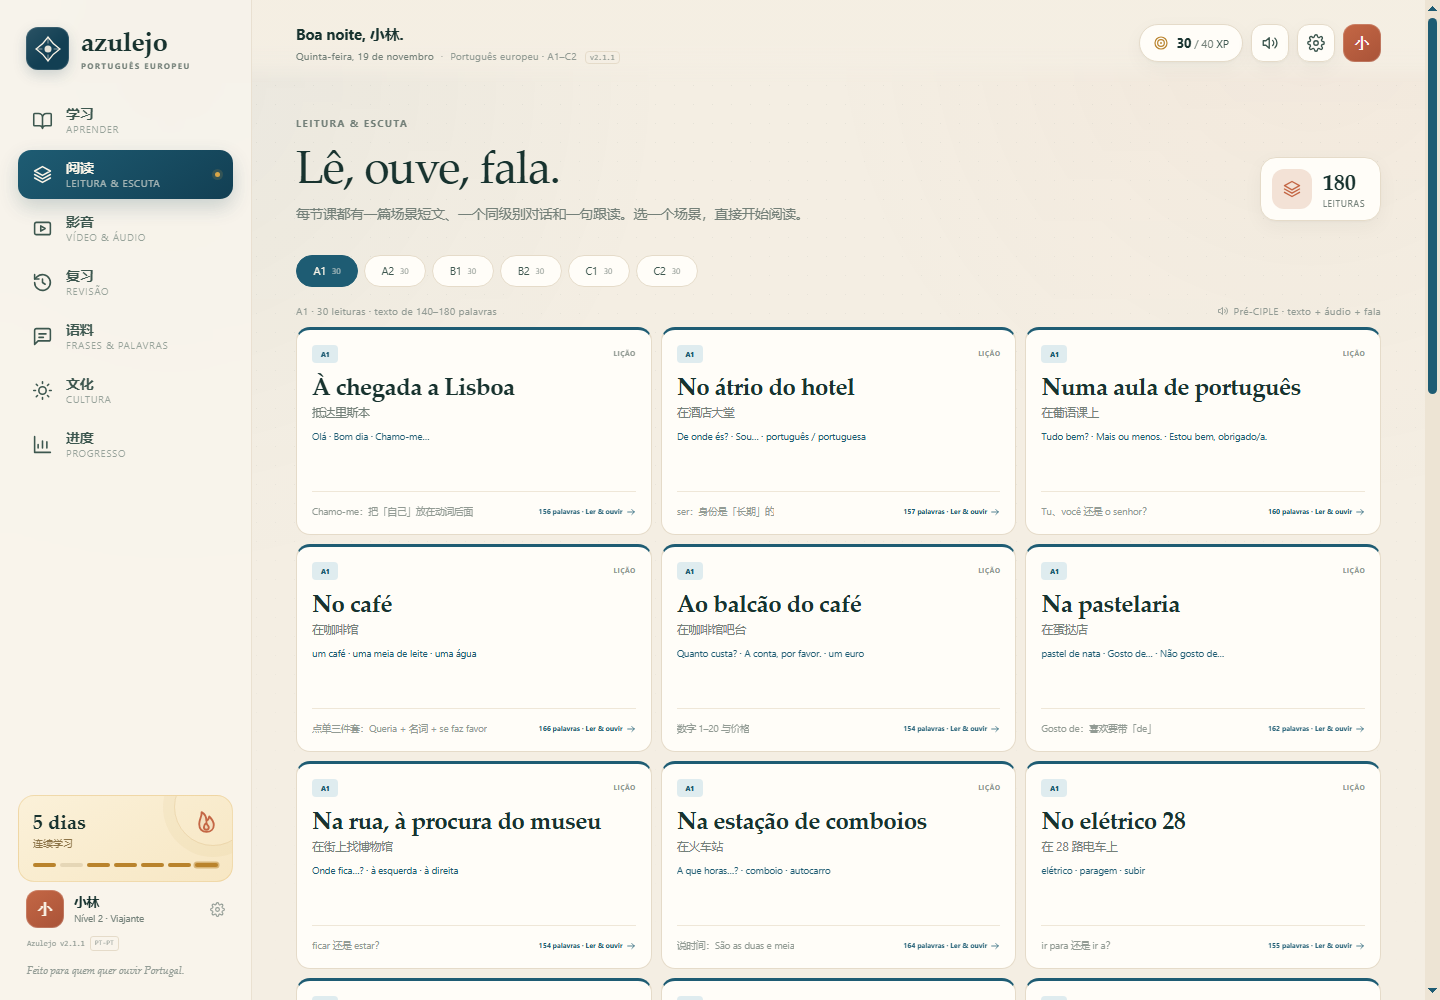 azulejo
PORTUGUÊS EUROPEU
学习
APRENDER
阅读
LEITURA & ESCUTA
影音
VÍDEO & ÁUDIO
复习
REVISÃO
语料
FRASES & PALAVRAS
文化
CULTURA
进度
PROGRESSO
5 dias
连续学习
小
小林
Nível 2 · Viajante
Azulejo v2.1.1 PT-PT
Feito para quem quer ouvir Portugal.
Boa noite, 小林.
Quinta-feira, 19 de novembro · Português europeu · A1–C2 v2.1.1
30 / 40 XP
小
LEITURA & ESCUTA
Lê, ouve, fala.
每节课都有一篇场景短文、一个同级别对话和一句跟读。选一个场景，直接开始阅读。
180
LEITURAS
A1 30 A2 30 B1 30 B2 30 C1 30 C2 30
A1 · 30 leituras · texto de 140–180 palavras
Pré-CIPLE · texto + áudio + fala
A1 LIÇÃO
À chegada a Lisboa
抵达里斯本
Olá · Bom dia · Chamo-me...
Chamo-me：把「自己」放在动词后面
156 palavras · Ler & ouvir →
A1 LIÇÃO
No átrio do hotel
在酒店大堂
De onde és? · Sou... · português / portuguesa
ser：身份是「长期」的
157 palavras · Ler & ouvir →
A1 LIÇÃO
Numa aula de português
在葡语课上
Tudo bem? · Mais ou menos. · Estou bem, obrigado/a.
Tu、você 还是 o senhor?
160 palavras · Ler & ouvir →
A1 LIÇÃO
No café
在咖啡馆
um café · uma meia de leite · uma água
点单三件套：Queria + 名词 + se faz favor
166 palavras · Ler & ouvir →
A1 LIÇÃO
Ao balcão do café
在咖啡馆吧台
Quanto custa? · A conta, por favor. · um euro
数字 1–20 与价格
154 palavras · Ler & ouvir →
A1 LIÇÃO
Na pastelaria
在蛋挞店
pastel de nata · Gosto de... · Não gosto de...
Gosto de：喜欢要带「de」
162 palavras · Ler & ouvir →
A1 LIÇÃO
Na rua, à procura do museu
在街上找博物馆
Onde fica...? · à esquerda · à direita
ficar 还是 estar?
154 palavras · Ler & ouvir →
A1 LIÇÃO
Na estação de comboios
在火车站
A que horas...? · comboio · autocarro
说时间：São as duas e meia
164 palavras · Ler & ouvir →
A1 LIÇÃO
No elétrico 28
在 28 路电车上
elétrico · paragem · subir
ir para 还是 ir a?
155 palavras · Ler & ouvir →